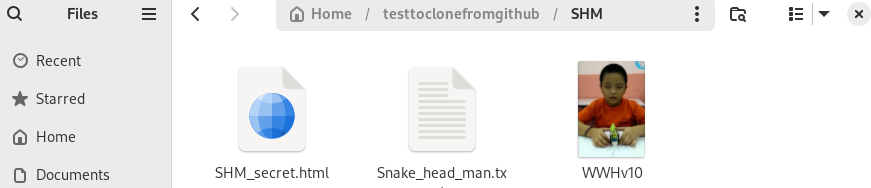 Files
Home / testtoclonefromgithub / SHM
Recent
Starred
Home
Documents
SHM_secret.html
Snake_head_man.tx
WWHv10